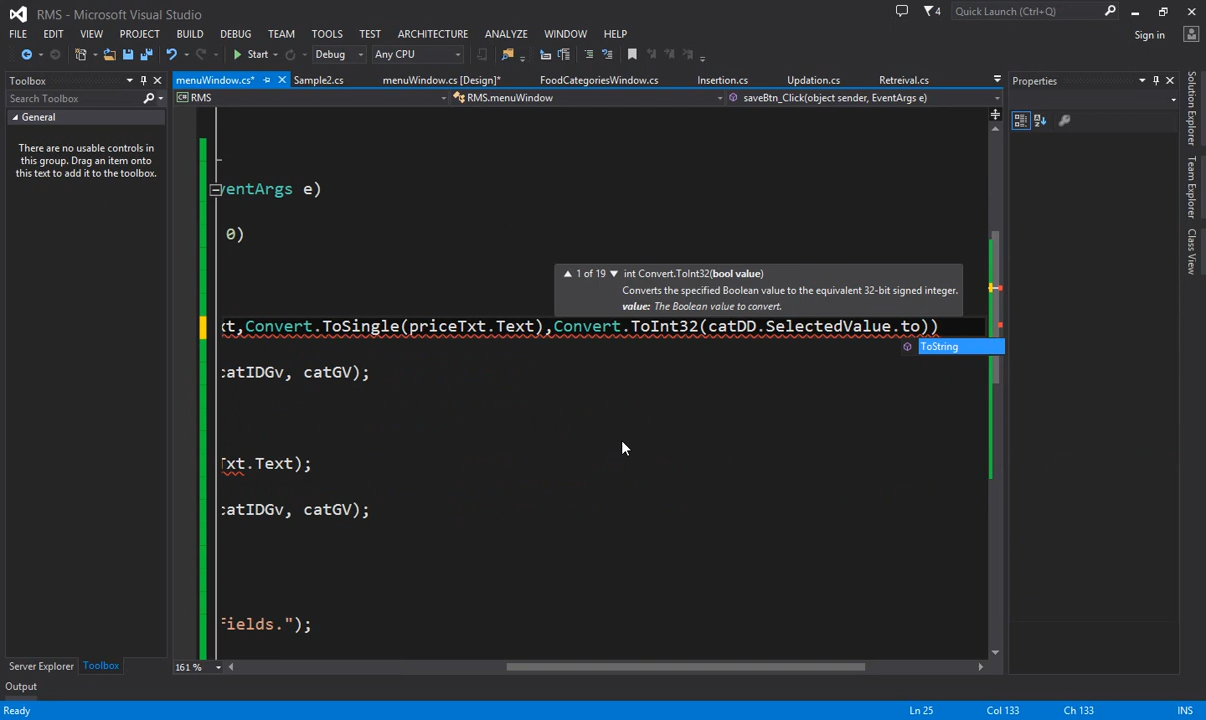 RMS - Microsoft Visual Studio
4
Quick Launch (Ctrl+Q)
FILE EDIT VIEW PROJECT BUILD DEBUG TEAM TOOLS TEST ARCHITECTURE ANALYZE WINDOW HELP
Sign in
Start Debug Any CPU
Toolbox
Search Toolbox
General
There are no usable controls in
this group. Drag an item onto
this text to add it to the toolbox.
Server Explorer Toolbox
menuWindow.cs* Sample2.cs menuWindow.cs [Design]* FoodCategoriesWindow.cs Insertion.cs Updation.cs Retreival.cs
RMS RMS.menuWindow saveBtn_Click(object sender, EventArgs e)
ventArgs e)
0)
1 of 19 int Convert.ToInt32(bool value)
Converts the specified Boolean value to the equivalent 32-bit signed integer.
value: The Boolean value to convert.
xt,Convert.ToSingle(priceTxt.Text),Convert.ToInt32(catDD.SelectedValue.to))
ToString
catIDGv, catGV);
Txt.Text);
catIDGv, catGV);
fields.");
161 %
Properties
Solution Explorer
Team Explorer
Class View
Output
Ready Ln 25 Col 133 Ch 133 INS